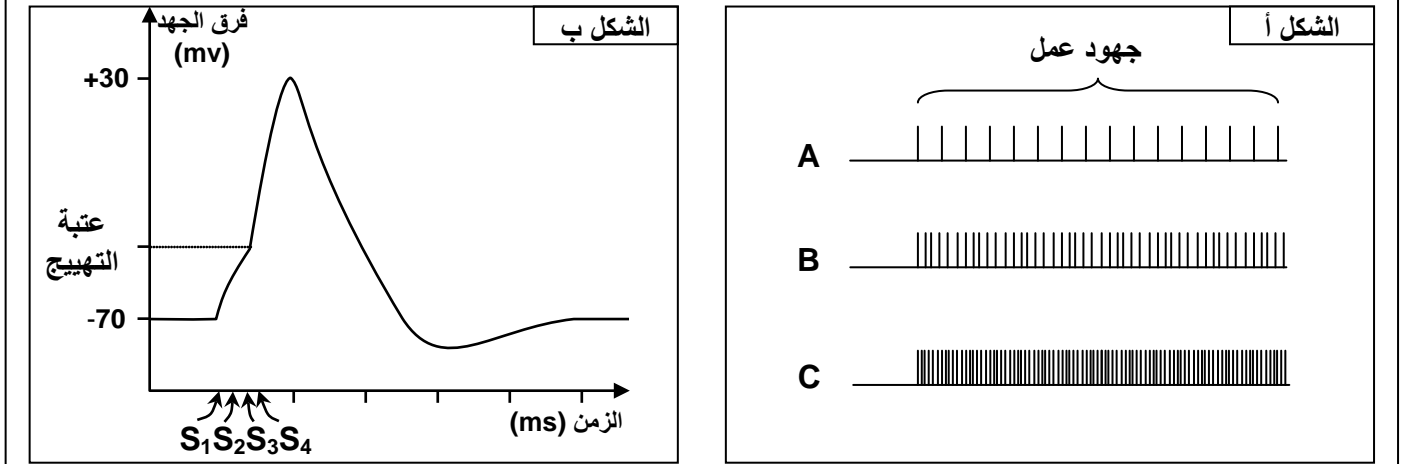 الشكل أ
جهود عمل
A
B
C
الشكل ب
فرق الجهد
(mv)
+30
عتبة
التهييج
-70
S₁S₂S₃S₄
الزمن (ms)